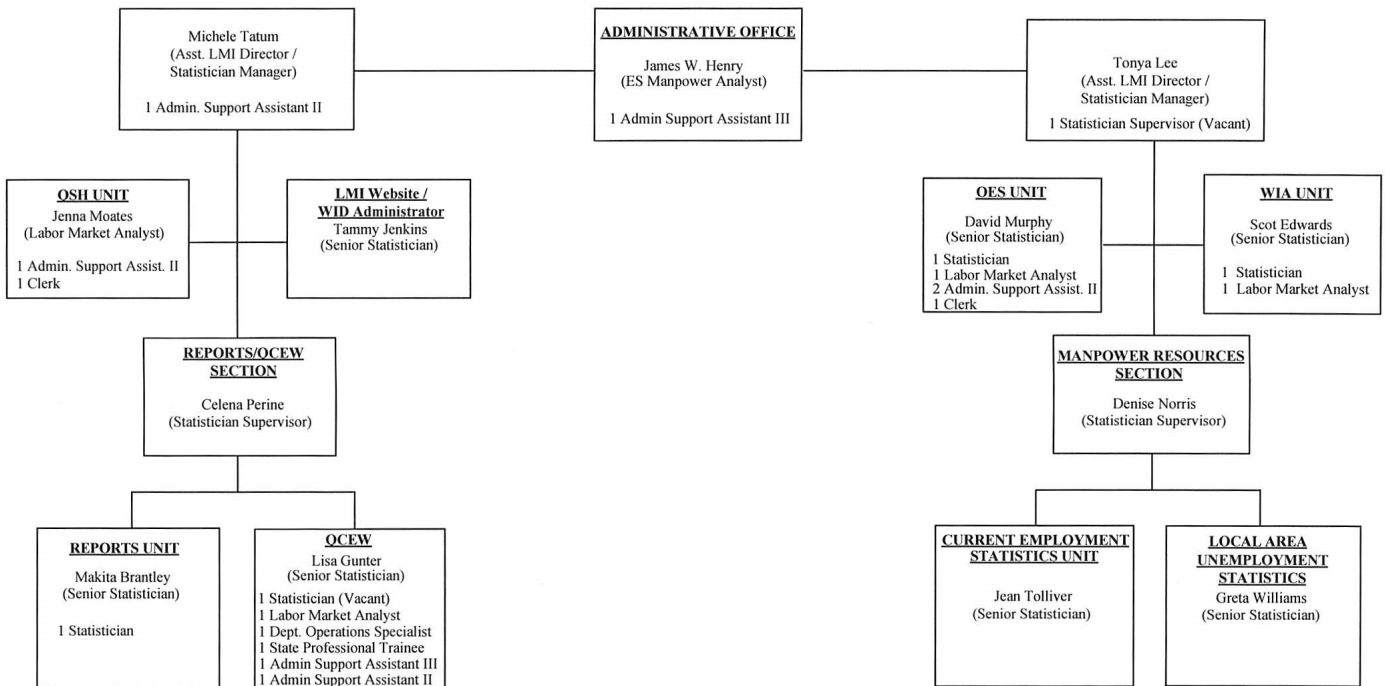 Michele Tatum
(Asst. LMI Director /
Statistician Manager)
1 Admin. Support Assistant II
ADMINISTRATIVE OFFICE
James W. Henry
(ES Manpower Analyst)
1 Admin Support Assistant III
Tonya Lee
(Asst. LMI Director /
Statistician Manager)
1 Statistician Supervisor (Vacant)
OSH UNIT
Jenna Moates
(Labor Market Analyst)
1 Admin. Support Assist. II
1 Clerk
LMI Website /
WID Administrator
Tammy Jenkins
(Senior Statistician)
OES UNIT
David Murphy
(Senior Statistician)
1 Statistician
1 Labor Market Analyst
2 Admin. Support Assist. II
1 Clerk
WIA UNIT
Scot Edwards
(Senior Statistician)
1 Statistician
1 Labor Market Analyst
REPORTS/QCEW
SECTION
Celena Perine
(Statistician Supervisor)
MANPOWER RESOURCES
SECTION
Denise Norris
(Statistician Supervisor)
REPORTS UNIT
Makita Brantley
(Senior Statistician)
1 Statistician
QCEW
Lisa Gunter
(Senior Statistician)
1 Statistician (Vacant)
1 Labor Market Analyst
1 Dept. Operations Specialist
1 State Professional Trainee
1 Admin Support Assistant III
1 Admin Support Assistant II
CURRENT EMPLOYMENT
STATISTICS UNIT
Jean Tolliver
(Senior Statistician)
LOCAL AREA
UNEMPLOYMENT
STATISTICS
Greta Williams
(Senior Statistician)